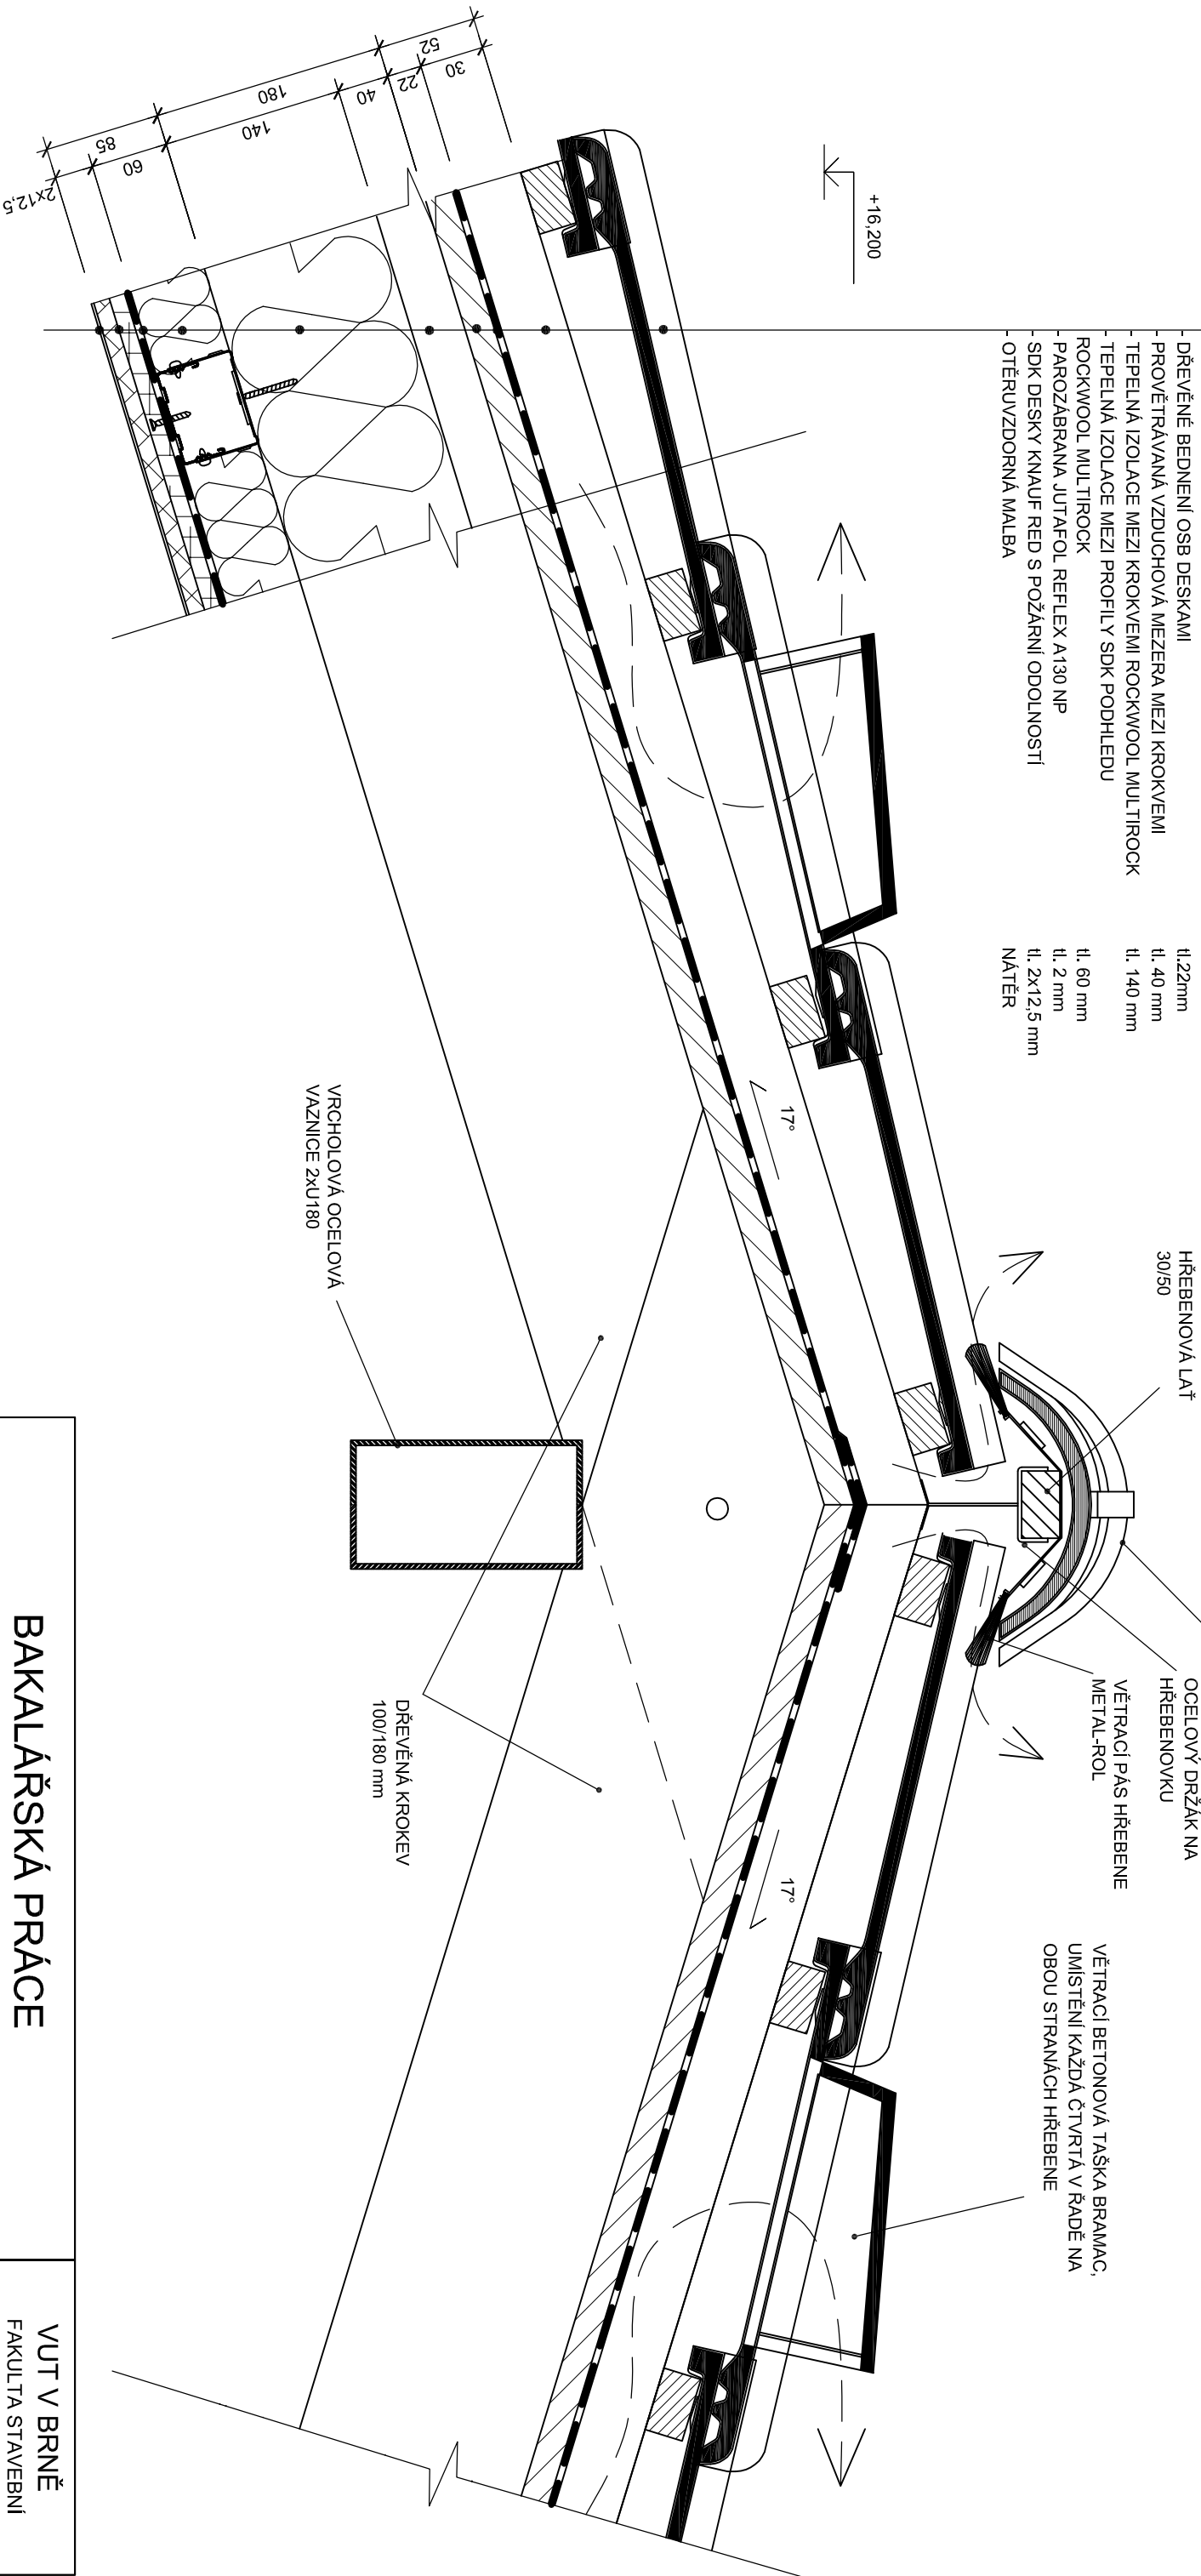 DŘEVĚNÉ BEDNENÍ OSB DESKAMI tl.22mm
PROVĚTRÁVANÁ VZDUCHOVÁ MEZERA MEZI KROKVEMI tl. 40 mm
TEPELNÁ IZOLACE MEZI KROKVEMI ROCKWOOL MULTIROCK tl. 140 mm
TEPELNÁ IZOLACE MEZI PROFILY SDK PODHLEDU
ROCKWOOL MULTIROCK tl. 60 mm
PAROZÁBRANA JUTAFOL REFLEX A130 NP tl. 2 mm
SDK DESKY KNAUF RED S POŽÁRNÍ ODOLNOSTÍ tl. 2x12,5 mm
OTĚRUVZDORNÁ MALBA NÁTĚR
HŘEBENOVÁ LAŤ
30/50
OCELOVÝ DRŽÁK NA
HŘEBENOVKU
VĚTRACÍ PÁS HŘEBENE
METAL-ROL
VĚTRACÍ BETONOVÁ TAŠKA BRAMAC,
UMÍSTĚNÍ KAŽDÁ ČTVRTÁ V ŘADĚ NA
OBOU STRANÁCH HŘEBENE
+16,200
17°
17°
52
30
22
40
180
140
85
60
2x12,5
VRCHOLOVÁ OCELOVÁ
VAZNICE 2xU180
DŘEVĚNÁ KROKEV
100/180 mm
BAKALÁŘSKÁ PRÁCE
VUT V BRNĚ
FAKULTA STAVEBNÍ